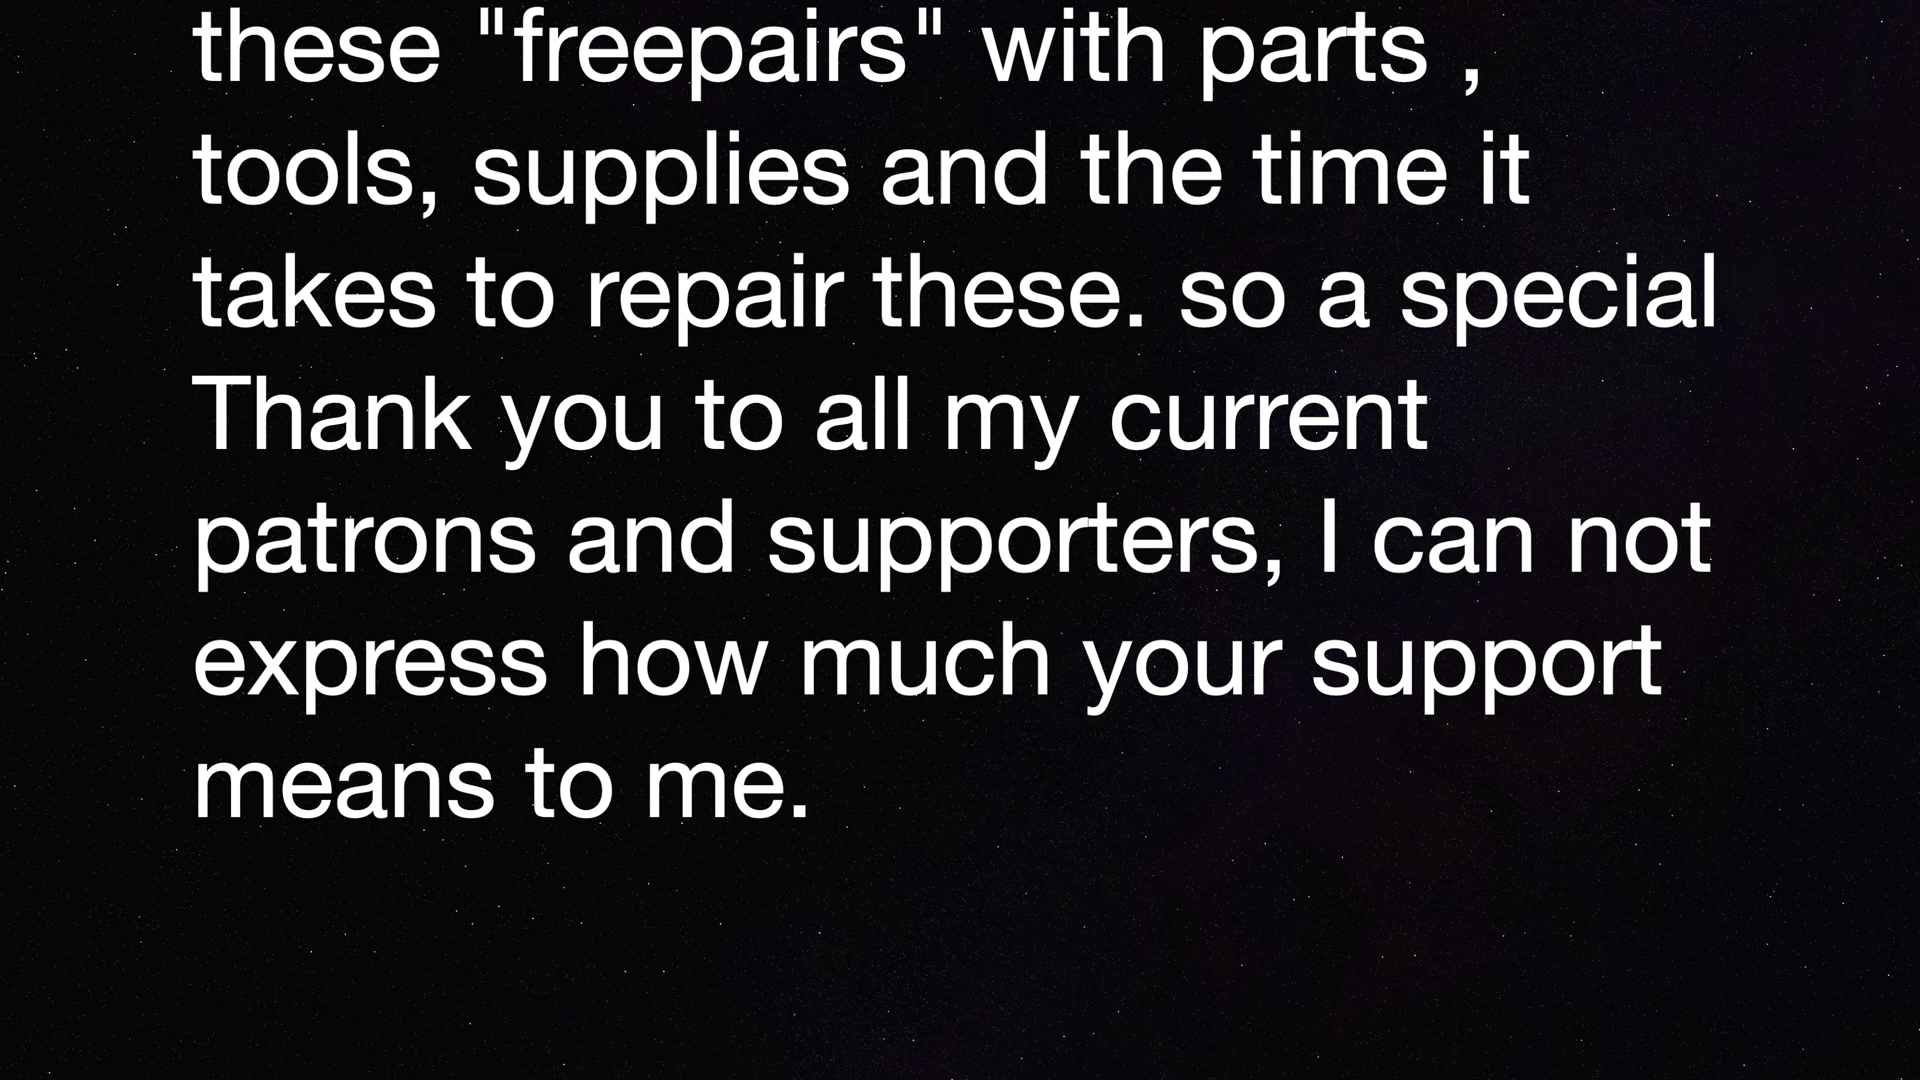 these "freepairs" with parts ,
tools, supplies and the time it
takes to repair these. so a special
Thank you to all my current
patrons and supporters, I can not
express how much your support
means to me.